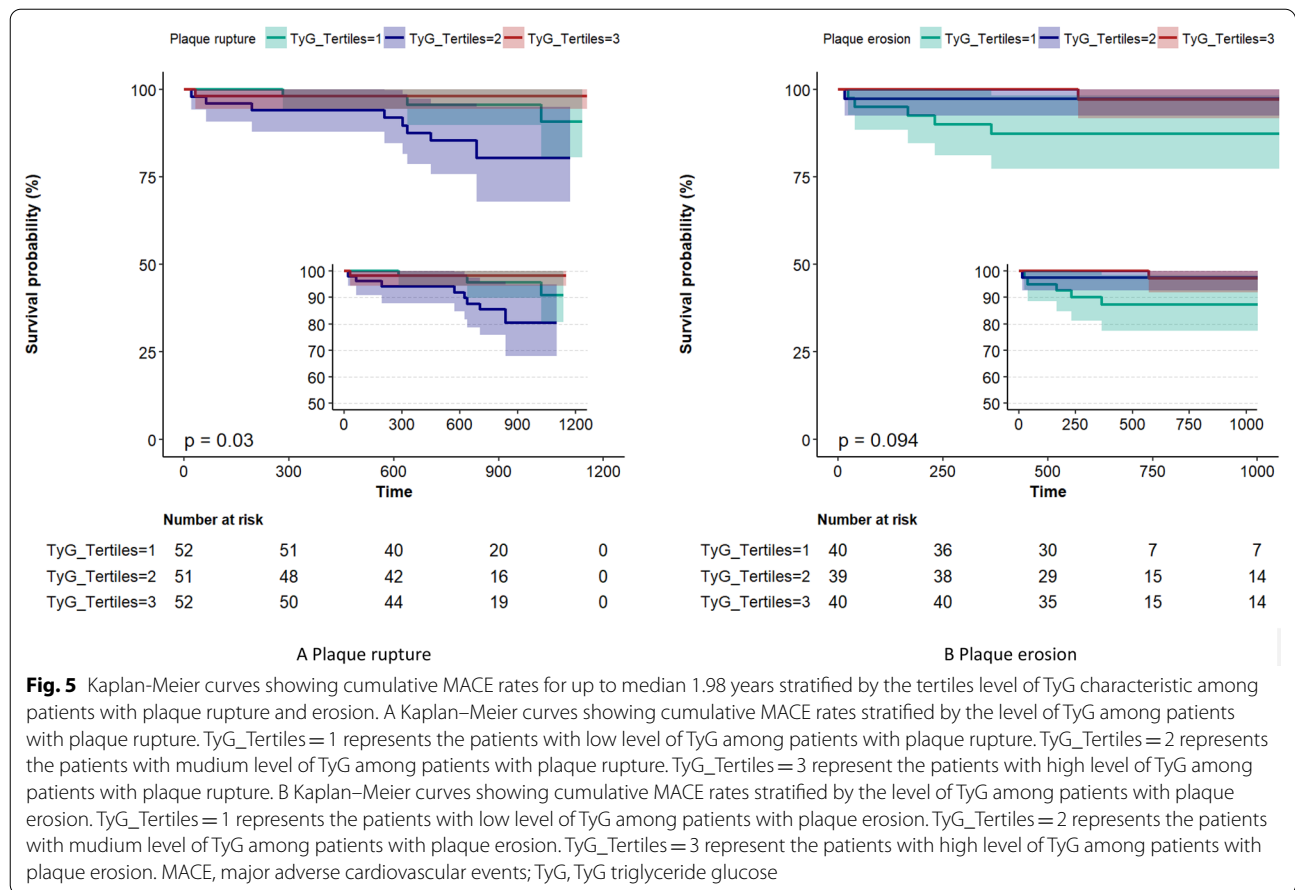 Plaque rupture TyG_Tertiles=1 TyG_Tertiles=2 TyG_Tertiles=3
Survival probability (%)
100
75
50
25
0
p = 0.03
0 300 600 900 1200
Time
100
90
80
70
60
50
0 300 600 900 1200
Number at risk
TyG_Tertiles=1 52 51 40 20 0
TyG_Tertiles=2 51 48 42 16 0
TyG_Tertiles=3 52 50 44 19 0
A Plaque rupture
Plaque erosion TyG_Tertiles=1 TyG_Tertiles=2 TyG_Tertiles=3
Survival probability (%)
100
75
50
25
0
p = 0.094
0 250 500 750 1000
Time
100
90
80
70
60
50
0 250 500 750 1000
Number at risk
TyG_Tertiles=1 40 36 30 7 7
TyG_Tertiles=2 39 38 29 15 14
TyG_Tertiles=3 40 40 35 15 14
B Plaque erosion
Fig. 5 Kaplan-Meier curves showing cumulative MACE rates for up to median 1.98 years stratified by the tertiles level of TyG characteristic among
patients with plaque rupture and erosion. A Kaplan–Meier curves showing cumulative MACE rates stratified by the level of TyG among patients
with plaque rupture. TyG_Tertiles = 1 represents the patients with low level of TyG among patients with plaque rupture. TyG_Tertiles = 2 represents
the patients with mudium level of TyG among patients with plaque rupture. TyG_Tertiles = 3 represent the patients with high level of TyG among
patients with plaque rupture. B Kaplan–Meier curves showing cumulative MACE rates stratified by the level of TyG among patients with plaque
erosion. TyG_Tertiles = 1 represents the patients with low level of TyG among patients with plaque erosion. TyG_Tertiles = 2 represents the patients
with mudium level of TyG among patients with plaque erosion. TyG_Tertiles = 3 represent the patients with high level of TyG among patients with
plaque erosion. MACE, major adverse cardiovascular events; TyG, TyG triglyceride glucose